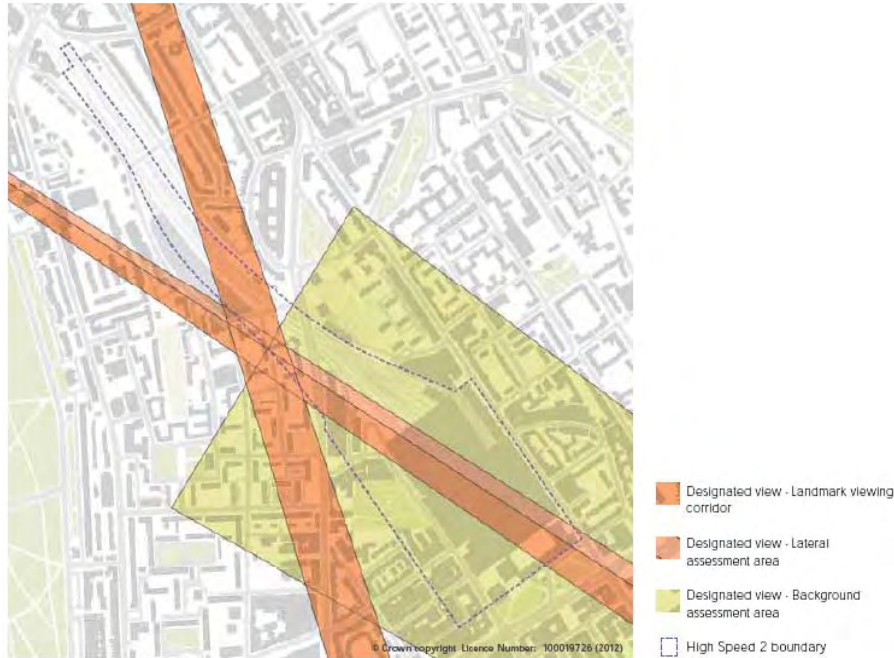 Designated view - Landmark viewing
corridor
Designated view - Lateral
assessment area
Designated view - Background
assessment area
High Speed 2 boundary
© Crown copyright Licence Number: 100019726 (2012)